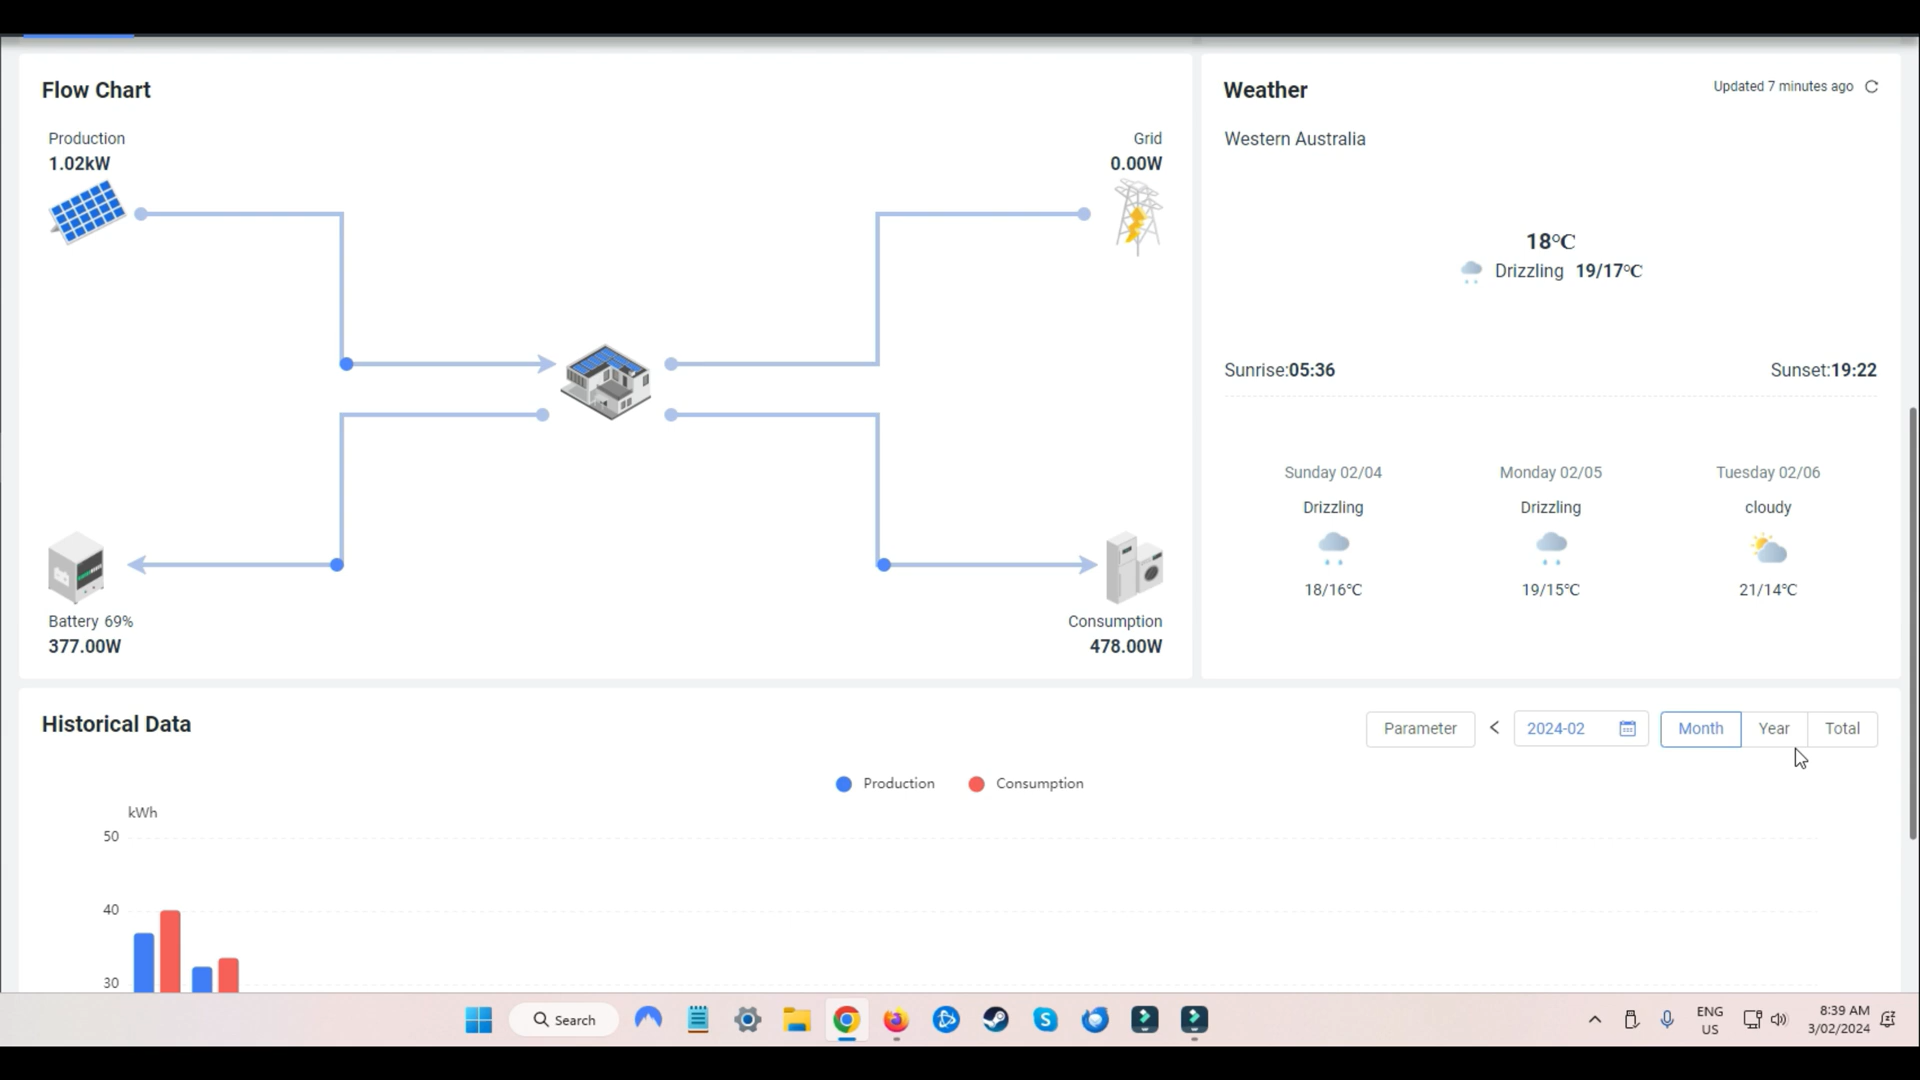 Flow Chart
Production
1.02kW
Grid
0.00W
Battery 69%
377.00W
Consumption
478.00W
Weather
Updated 7 minutes ago
Western Australia
18℃
Drizzling 19/17℃
Sunrise:05:36
Sunset:19:22
Sunday 02/04
Drizzling
18/16℃
Monday 02/05
Drizzling
19/15℃
Tuesday 02/06
cloudy
21/14℃
Historical Data
Parameter
2024-02
Month
Year
Total
Production
Consumption
kWh
50
40
30
Search
ENG
US
8:39 AM
3/02/2024